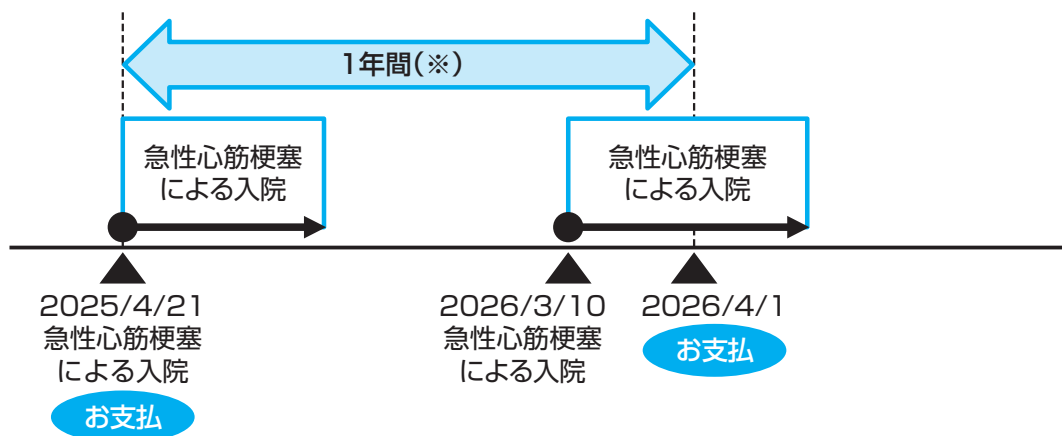 1年間(※)
急性心筋梗塞
による入院
急性心筋梗塞
による入院
2025/4/21
急性心筋梗塞
による入院
お支払
2026/3/10
急性心筋梗塞
による入院
2026/4/1
お支払